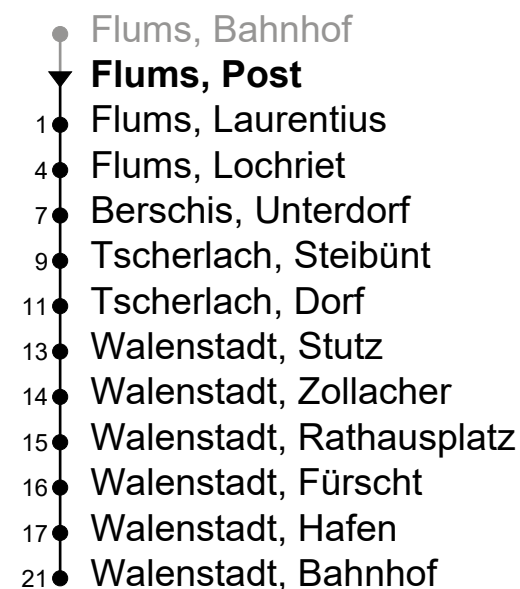 Flums, Bahnhof
Flums, Post
1 Flums, Laurentius
4 Flums, Lochriet
7 Berschis, Unterdorf
9 Tscherlach, Steibünt
11 Tscherlach, Dorf
13 Walenstadt, Stutz
14 Walenstadt, Zollacher
15 Walenstadt, Rathausplatz
16 Walenstadt, Fürscht
17 Walenstadt, Hafen
21 Walenstadt, Bahnhof